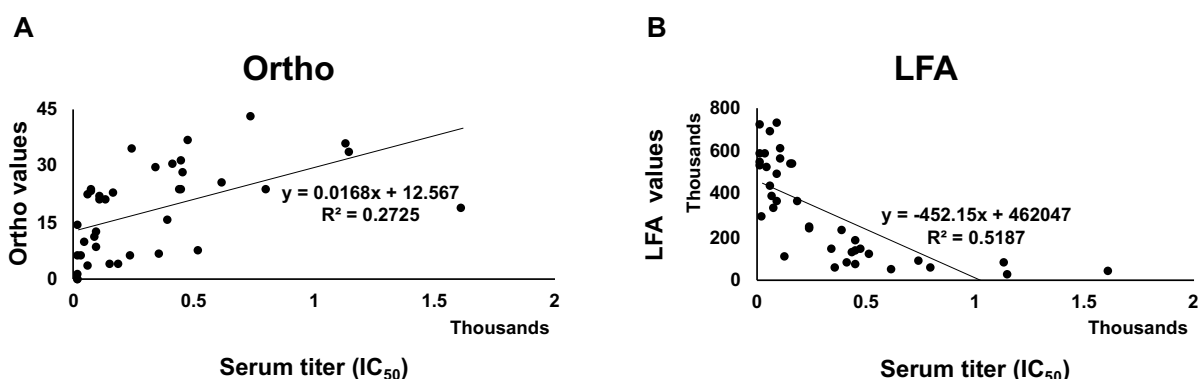 A
Ortho
Ortho values
45
30
15
0
y = 0.0168x + 12.567
R² = 0.2725
0
0.5
1
1.5
2
Thousands
Serum titer (IC₅₀)
B
LFA
LFA values
Thousands
800
600
400
200
0
y = -452.15x + 462047
R² = 0.5187
0
0.5
1
1.5
2
Thousands
Serum titer (IC₅₀)